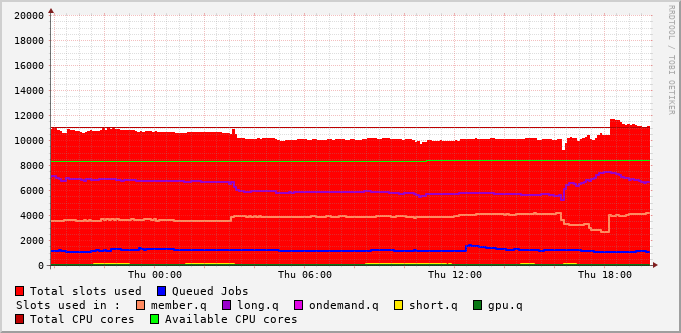 20000
18000
16000
14000
12000
10000
8000
6000
4000
2000
0
Thu 00:00 Thu 06:00 Thu 12:00 Thu 18:00
Total slots used Queued Jobs
Slots used in : member.q long.q ondemand.q short.q gpu.q
Total CPU cores Available CPU cores
RRDTOOL / TOBI OETIKER